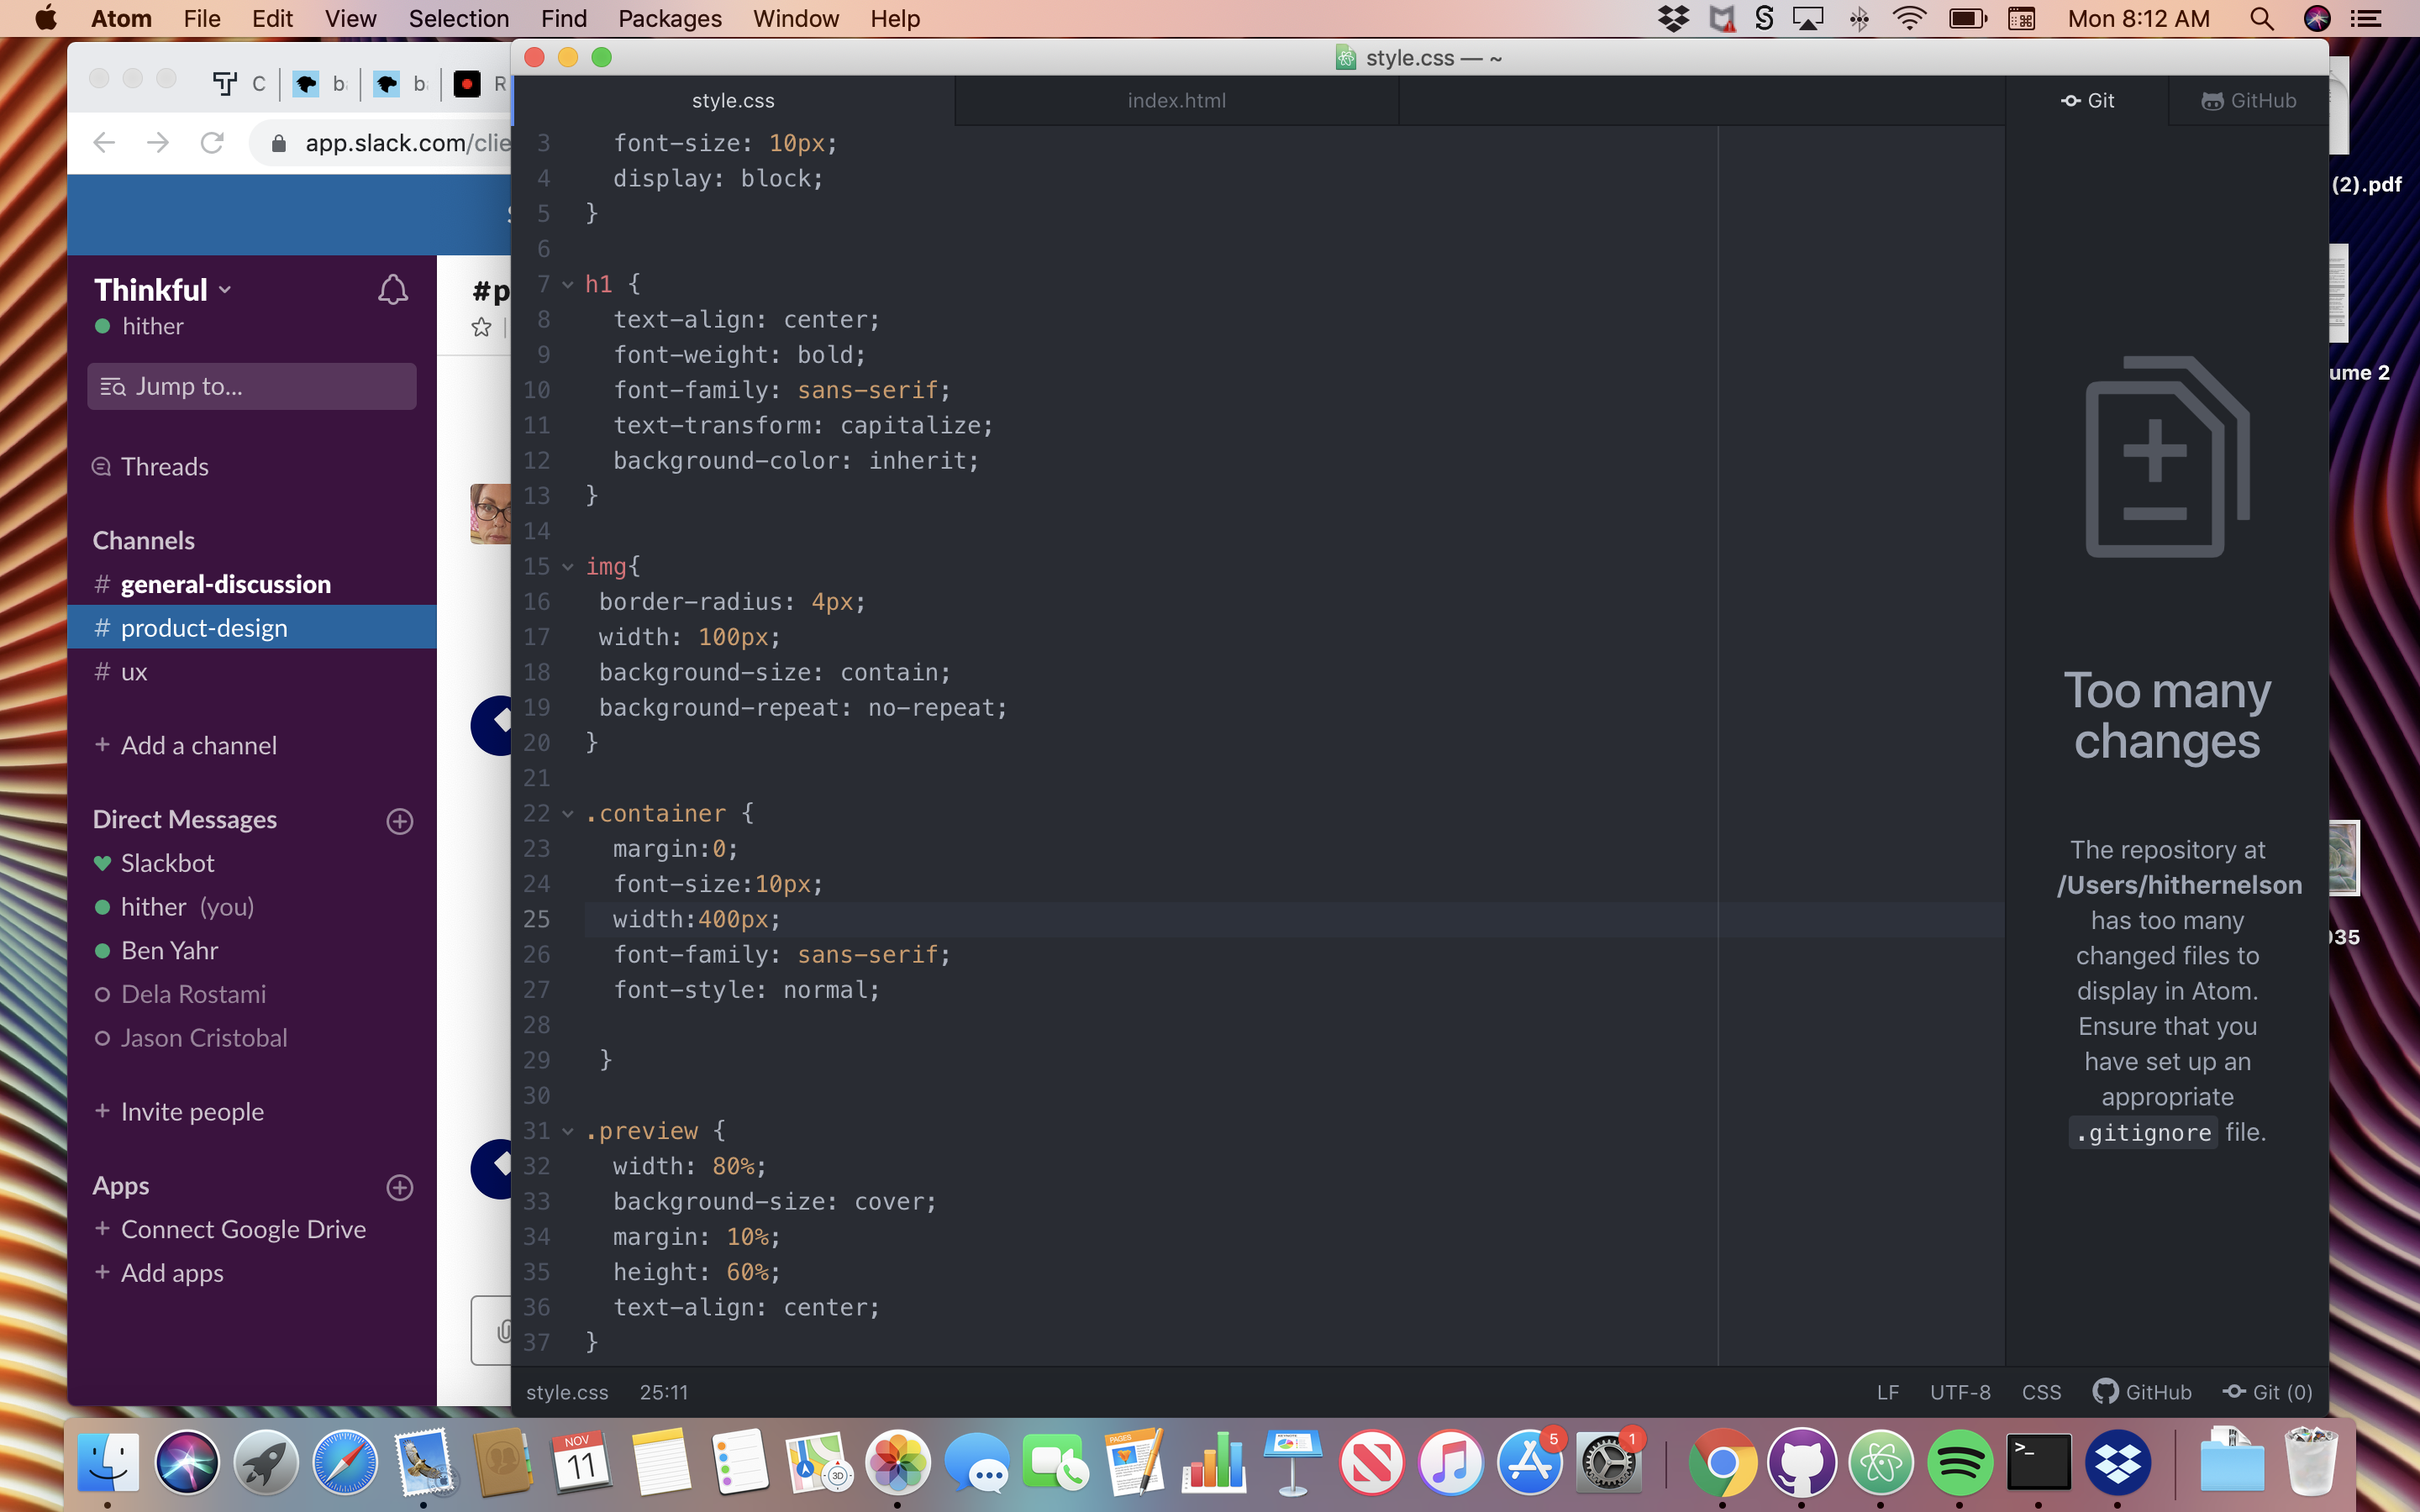 Atom File Edit View Selection Find Packages Window Help
Mon 8:12 AM
C b b R
app.slack.com/clie
Thinkful
hither
Jump to...
Threads
Channels
# general-discussion
# product-design
# ux
+ Add a channel
Direct Messages
Slackbot
hither (you)
Ben Yahr
Dela Rostami
Jason Cristobal
+ Invite people
Apps
+ Connect Google Drive
+ Add apps
#p
style.css — ~
style.css
index.html
3 font-size: 10px;
4 display: block;
5 }
6
7 h1 {
8 text-align: center;
9 font-weight: bold;
10 font-family: sans-serif;
11 text-transform: capitalize;
12 background-color: inherit;
13 }
14
15 img{
16 border-radius: 4px;
17 width: 100px;
18 background-size: contain;
19 background-repeat: no-repeat;
20 }
21
22 .container {
23 margin:0;
24 font-size:10px;
25 width:400px;
26 font-family: sans-serif;
27 font-style: normal;
28
29 }
30
31 .preview {
32 width: 80%;
33 background-size: cover;
34 margin: 10%;
35 height: 60%;
36 text-align: center;
37 }
style.css 25:11
LF UTF-8 CSS GitHub Git (0)
Git
GitHub
Too many
changes
The repository at
/Users/hithernelson
has too many
changed files to
display in Atom.
Ensure that you
have set up an
appropriate
.gitignore file.
(2).pdf
ume 2
35
NOV
11
3D
PAGES
5
1
>_